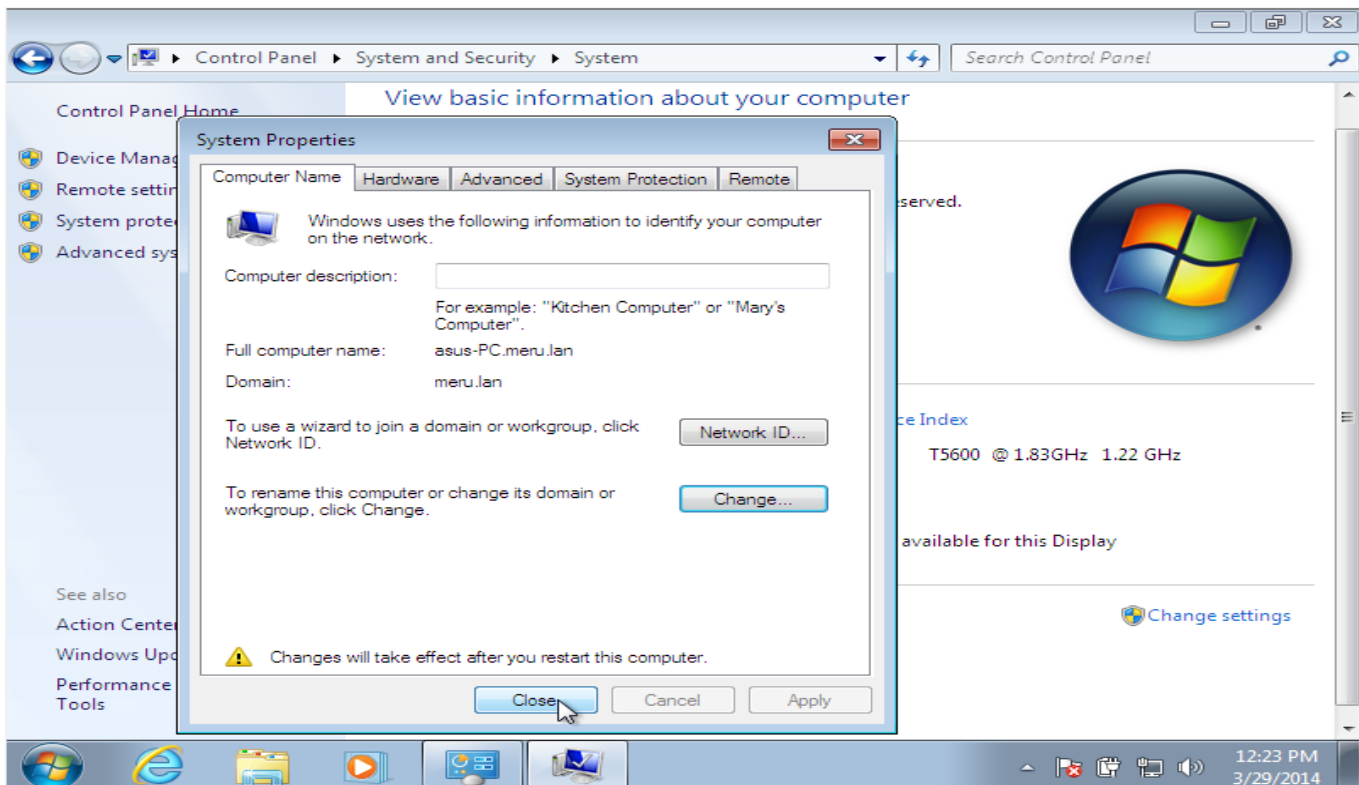 Control Panel ▸ System and Security ▸ System
Search Control Panel
Control Panel Home
Device Manag
Remote settin
System prote
Advanced sys
See also
Action Center
Windows Upd
Performance
Tools
View basic information about your computer
served.
ce Index
T5600 @ 1.83GHz 1.22 GHz
available for this Display
Change settings
System Properties
Computer Name
Hardware
Advanced
System Protection
Remote
Windows uses the following information to identify your computer
on the network.
Computer description:
For example: "Kitchen Computer" or "Mary's
Computer".
Full computer name: asus-PC.meru.lan
Domain: meru.lan
To use a wizard to join a domain or workgroup, click
Network ID.
Network ID...
To rename this computer or change its domain or
workgroup, click Change.
Change...
Changes will take effect after you restart this computer.
Close
Cancel
Apply
12:23 PM
3/29/2014